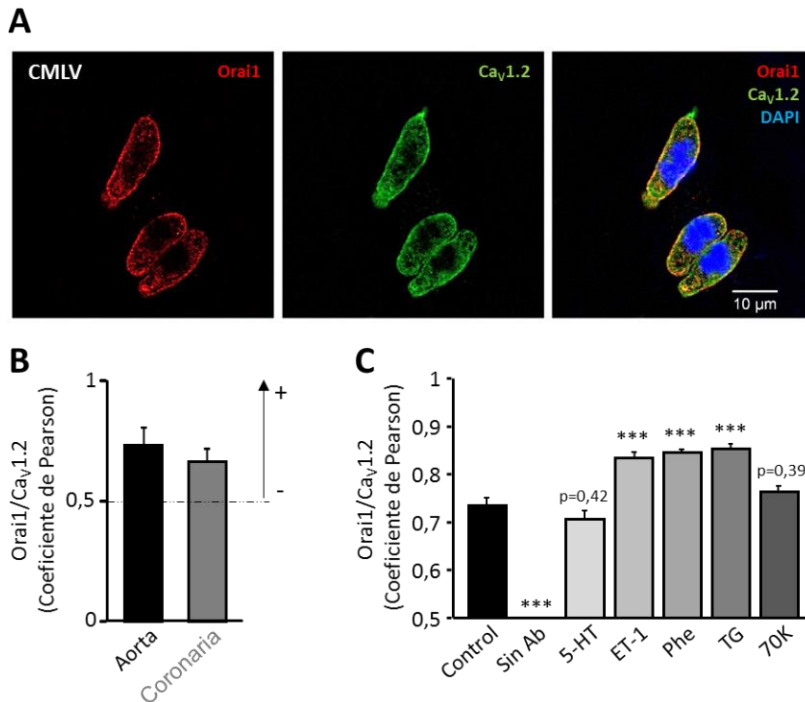 A
CMLV
Orai1
Caᵥ1.2
Orai1
Caᵥ1.2
DAPI
10 µm
B
Orai1/Caᵥ1.2
(Coeficiente de Pearson)
1
0,5
0
+
-
Aorta
Coronaria
C
Orai1/Caᵥ1.2
(Coeficiente de Pearson)
1
0,9
0,8
0,7
0,6
0,5
***
p=0,42
***
***
***
p=0,39
Control
Sin Ab
5-HT
ET-1
Phe
TG
70K